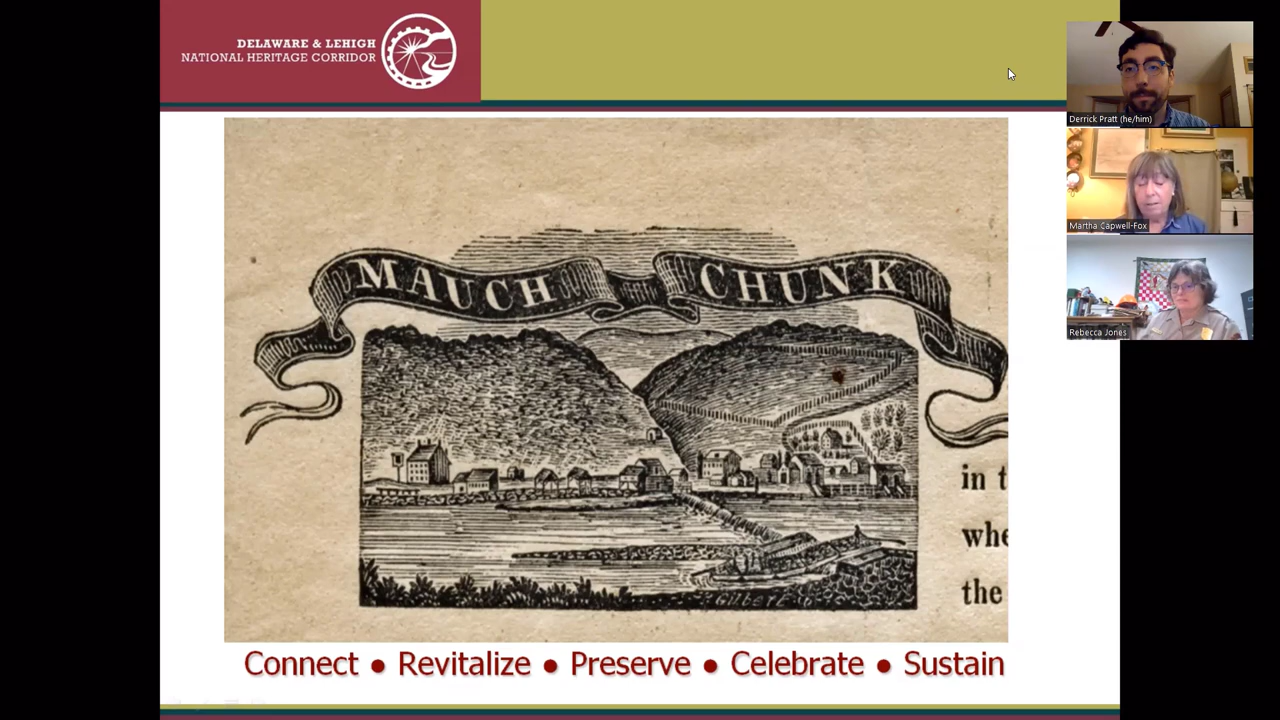 DELAWARE & LEHIGH
NATIONAL HERITAGE CORRIDOR
MAUCH CHUNK
in t
whe
the
Gilbert
Connect ● Revitalize ● Preserve ● Celebrate ● Sustain
Derrick Pratt (he/him)
Martha Capwell-Fox
Rebecca Jones